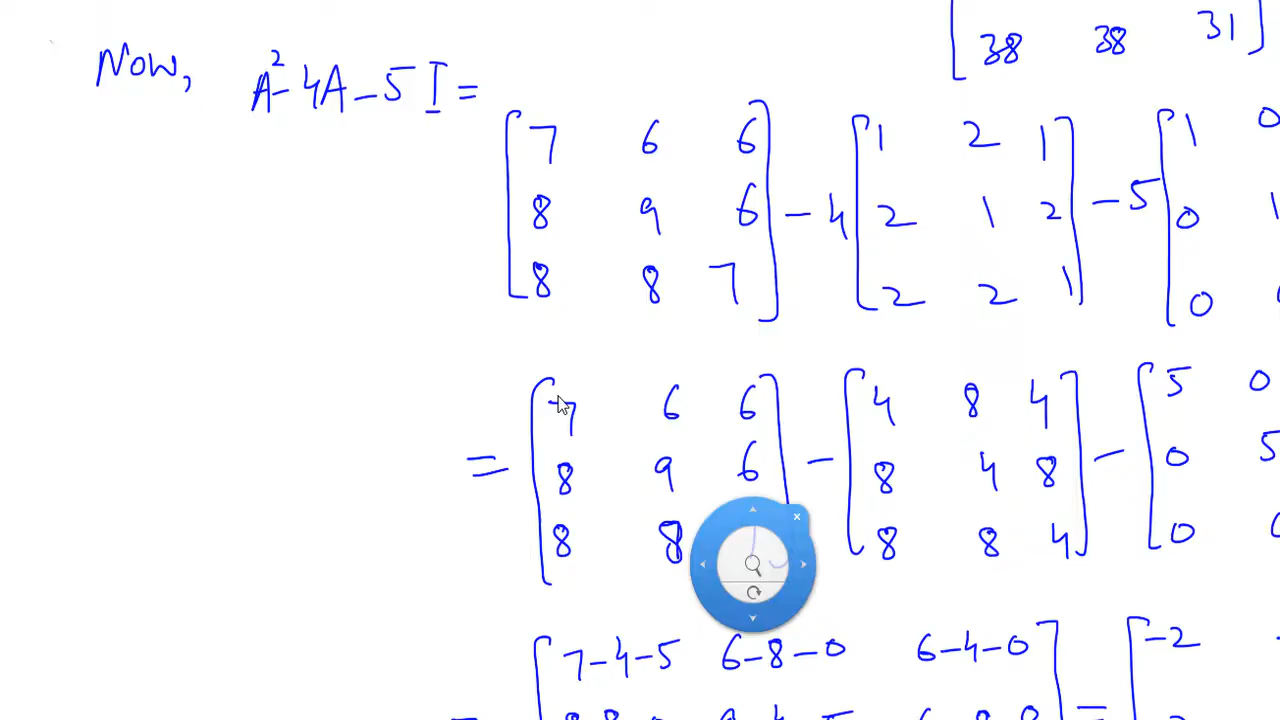 38 38 31
Now, A² - 4A - 5 I =
[7 6 6] - 4 [1 2 1] - 5 [1 0
8 9 6 2 1 2 0 1
8 8 7 2 2 1 0
= [7 6 6] - [4 8 4] - [5 0
8 9 6 8 4 8 0 5
8 8 8 8 4 0
7-4-5 6-8-0 6-4-0 = [-2